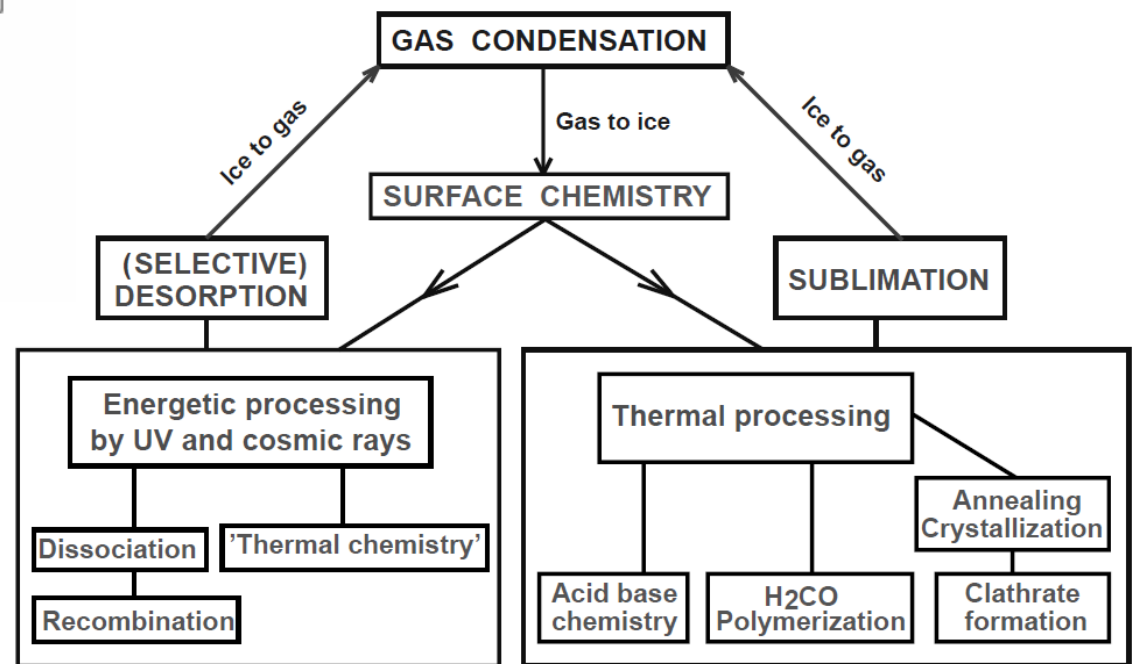 GAS CONDENSATION
Ice to gas
Gas to ice
Ice to gas
SURFACE CHEMISTRY
(SELECTIVE)
DESORPTION
SUBLIMATION
Energetic processing
by UV and cosmic rays
Dissociation
'Thermal chemistry'
Recombination
Thermal processing
Annealing
Crystallization
Acid base
chemistry
H2CO
Polymerization
Clathrate
formation